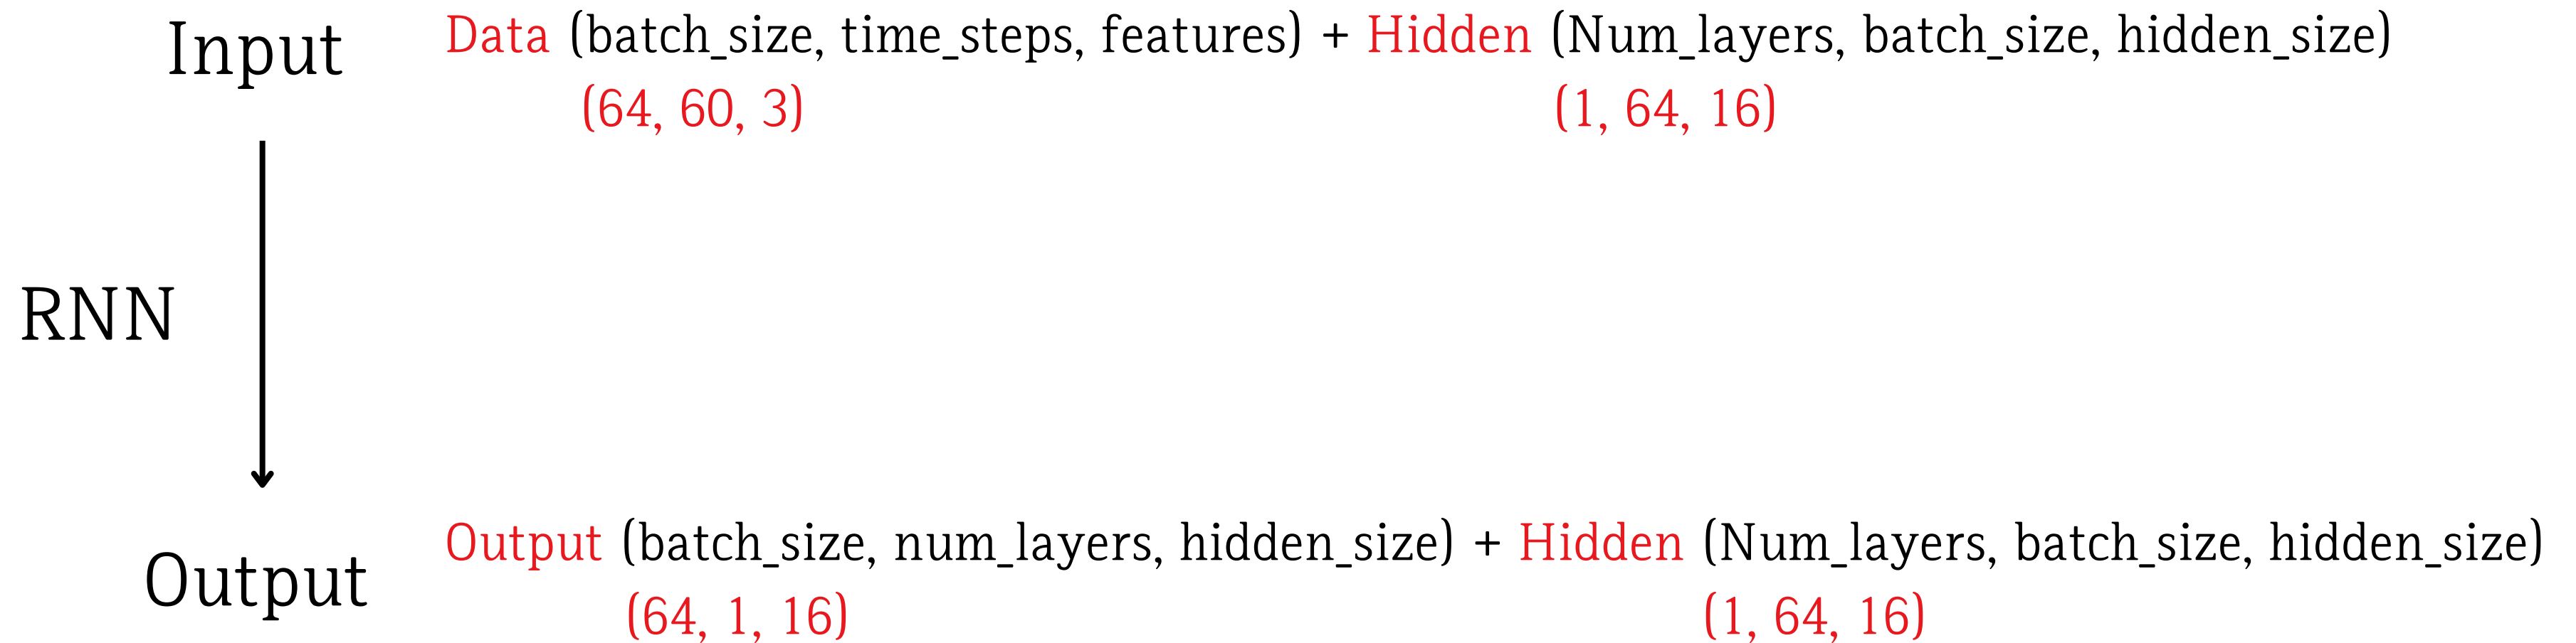 Input Data (batch_size, time_steps, features) + Hidden (Num_layers, batch_size, hidden_size)
(64, 60, 3) (1, 64, 16)
RNN
Output Output (batch_size, num_layers, hidden_size) + Hidden (Num_layers, batch_size, hidden_size)
(64, 1, 16) (1, 64, 16)